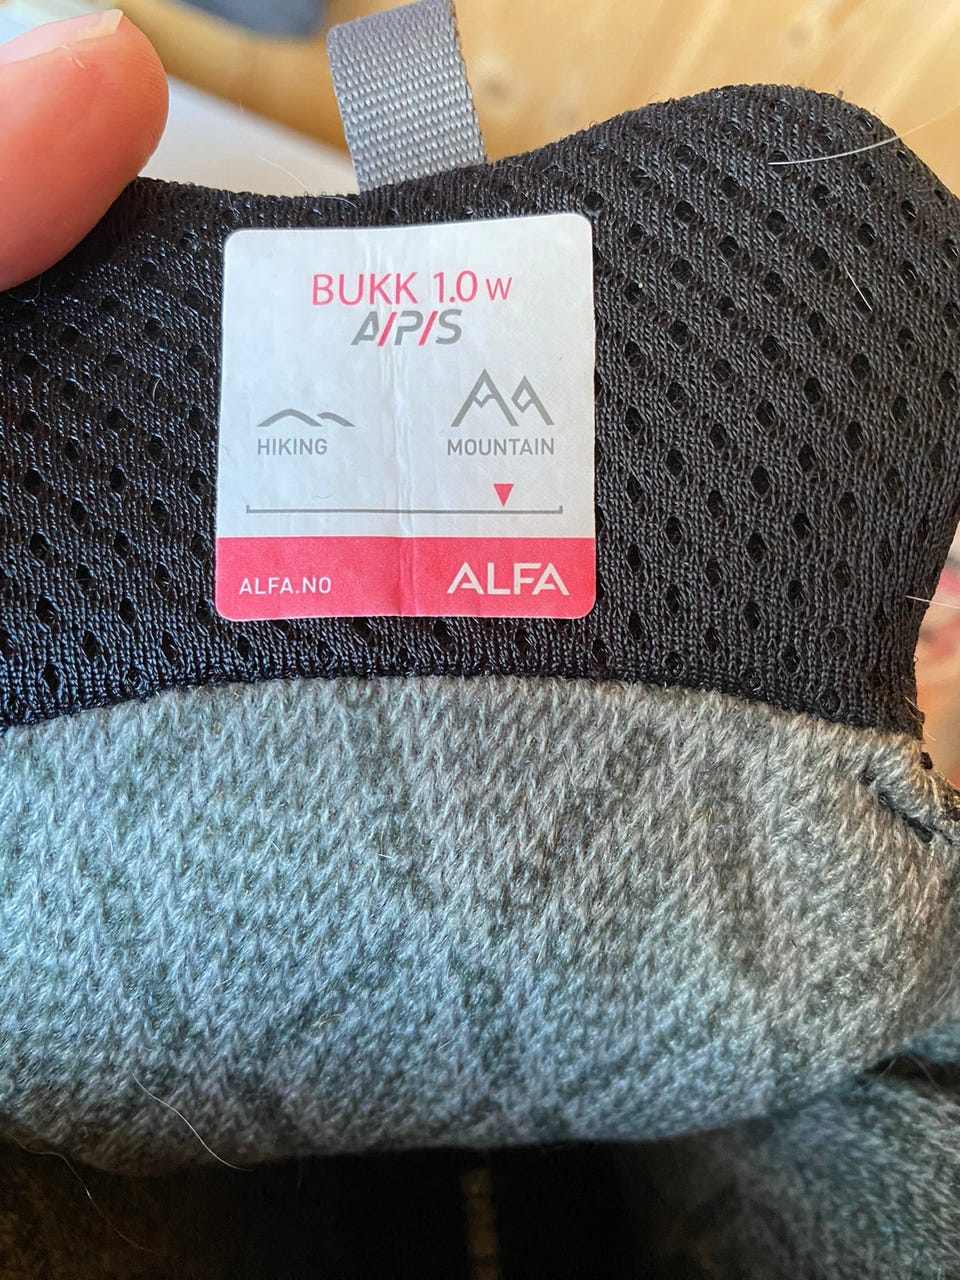 BUKK 1.0 W
A/P/S
HIKING
MOUNTAIN
ALFA.NO
ALFA